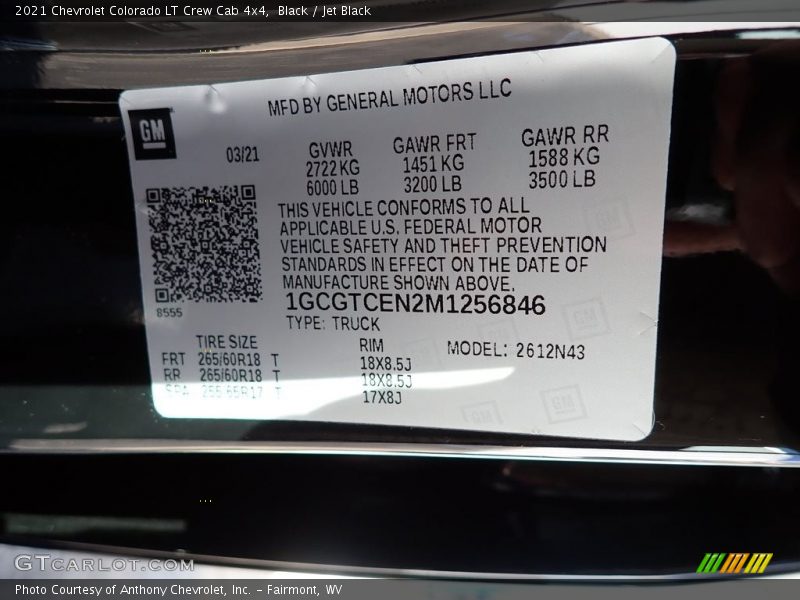 2021 Chevrolet Colorado LT Crew Cab 4x4, Black / Jet Black
MFD BY GENERAL MOTORS LLC
GM
03/21
GVWR
2722 KG
6000 LB
GAWR FRT
1451 KG
3200 LB
GAWR RR
1588 KG
3500 LB
THIS VEHICLE CONFORMS TO ALL
APPLICABLE U.S. FEDERAL MOTOR
VEHICLE SAFETY AND THEFT PREVENTION
STANDARDS IN EFFECT ON THE DATE OF
MANUFACTURE SHOWN ABOVE.
8555
1GCGTCEN2M1256846
TYPE: TRUCK
MODEL: 2612N43
TIRE SIZE RIM
FRT 265/60R18 T 18X8.5J
RR 265/60R18 T 18X8.5J
SPA 255/65R17 T 17X8J
GTCARLOT.COM
Photo Courtesy of Anthony Chevrolet, Inc. – Fairmont, WV